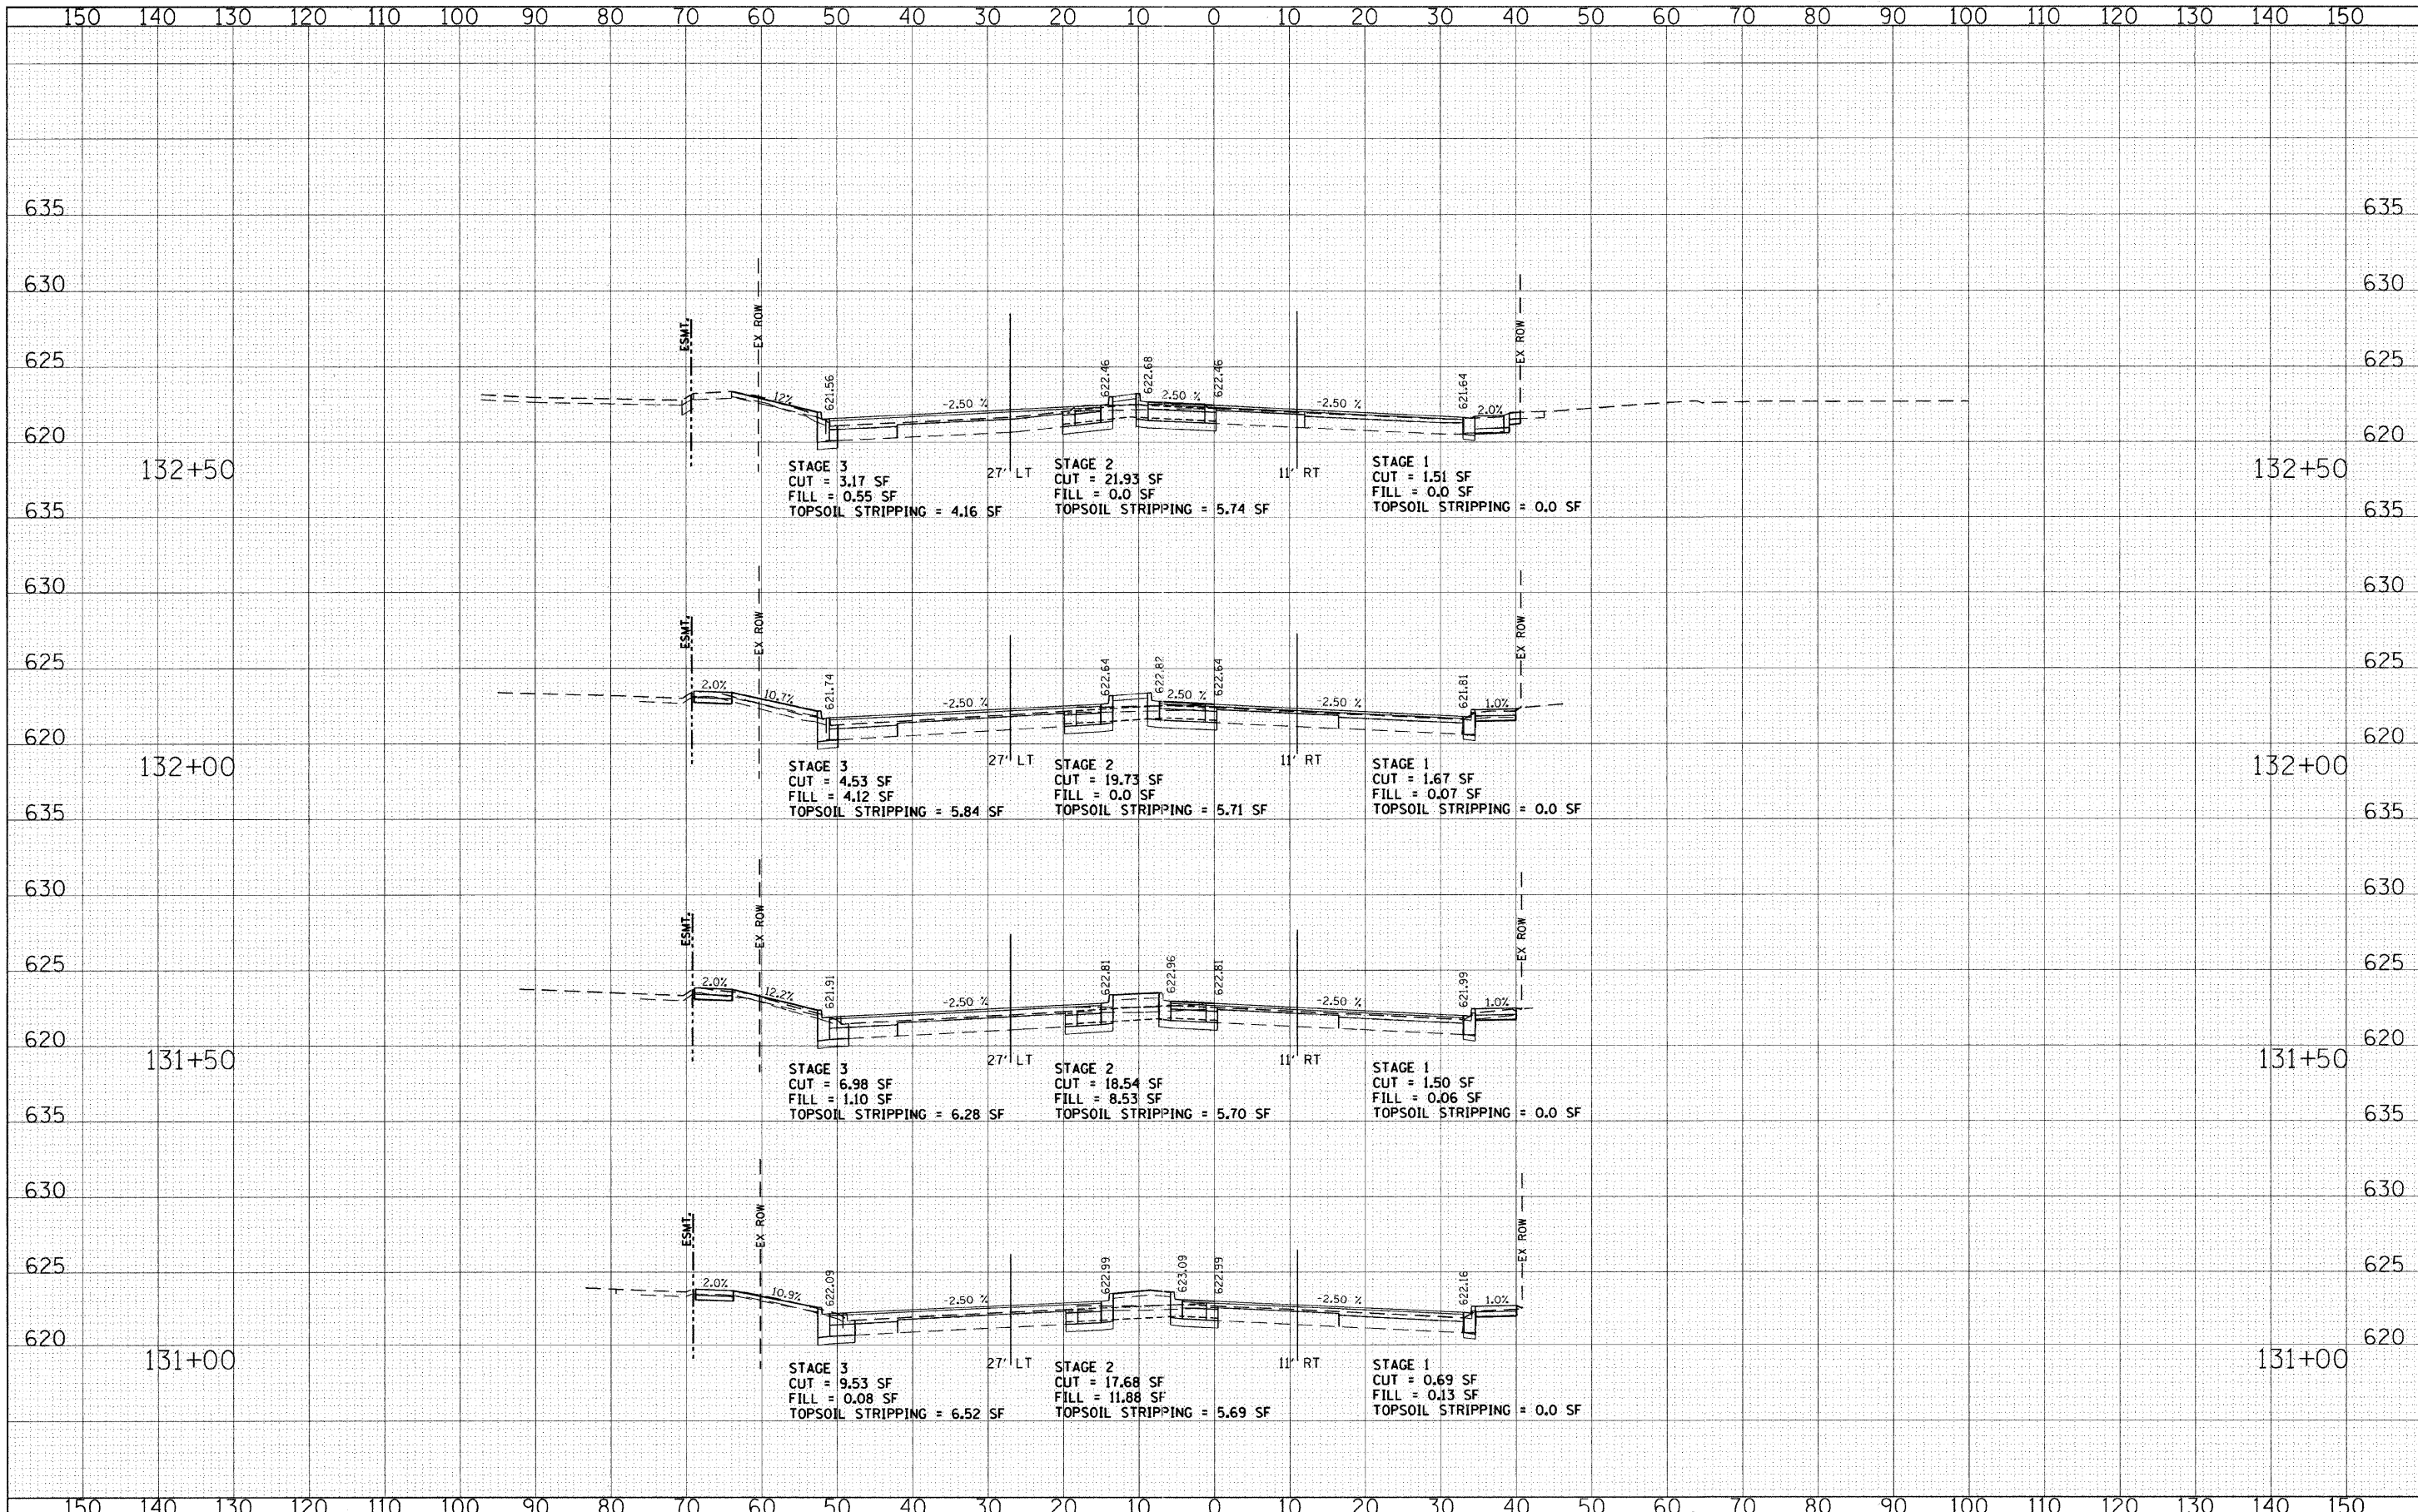 150 140 130 120 110 100 90 80 70 60 50 40 30 20 10 0 10 20 30 40 50 60 70 80 90 100 110 120 130 140 150
635 635
630 630
625 625
620 620
ESMT.
EX ROW
12%
621.56
-2.50 %
622.46
622.68
2.50 %
622.46
-2.50 %
621.64
2.0%
EX ROW
132+50
27' LT
11' RT
132+50
STAGE 3
CUT = 3.17 SF
FILL = 0.55 SF
TOPSOIL STRIPPING = 4.16 SF
STAGE 2
CUT = 21.93 SF
FILL = 0.0 SF
TOPSOIL STRIPPING = 5.74 SF
STAGE 1
CUT = 1.51 SF
FILL = 0.0 SF
TOPSOIL STRIPPING = 0.0 SF
635 635
630 630
625 625
620 620
ESMT.
EX ROW
2.0%
10.7%
621.74
-2.50 %
622.64
622.82
2.50 %
622.64
-2.50 %
621.81
1.0%
EX ROW
132+00
27' LT
11' RT
132+00
STAGE 3
CUT = 4.53 SF
FILL = 4.12 SF
TOPSOIL STRIPPING = 5.84 SF
STAGE 2
CUT = 19.73 SF
FILL = 0.0 SF
TOPSOIL STRIPPING = 5.71 SF
STAGE 1
CUT = 1.67 SF
FILL = 0.07 SF
TOPSOIL STRIPPING = 0.0 SF
635 635
630 630
625 625
620 620
ESMT.
EX ROW
2.0%
12.2%
621.91
-2.50 %
622.81
622.96
622.81
-2.50 %
621.99
1.0%
EX ROW
131+50
27' LT
11' RT
131+50
STAGE 3
CUT = 6.98 SF
FILL = 1.10 SF
TOPSOIL STRIPPING = 6.28 SF
STAGE 2
CUT = 18.54 SF
FILL = 8.53 SF
TOPSOIL STRIPPING = 5.70 SF
STAGE 1
CUT = 1.50 SF
FILL = 0.06 SF
TOPSOIL STRIPPING = 0.0 SF
635 635
630 630
625 625
620 620
ESMT.
EX ROW
2.0%
10.9%
622.09
-2.50 %
622.99
623.09
622.99
-2.50 %
622.16
1.0%
EX ROW
131+00
27' LT
11' RT
131+00
STAGE 3
CUT = 9.53 SF
FILL = 0.08 SF
TOPSOIL STRIPPING = 6.52 SF
STAGE 2
CUT = 17.68 SF
FILL = 11.88 SF
TOPSOIL STRIPPING = 5.69 SF
STAGE 1
CUT = 0.69 SF
FILL = 0.13 SF
TOPSOIL STRIPPING = 0.0 SF
150 140 130 120 110 100 90 80 70 60 50 40 30 20 10 0 10 20 30 40 50 60 70 80 90 100 110 120 130 140 150